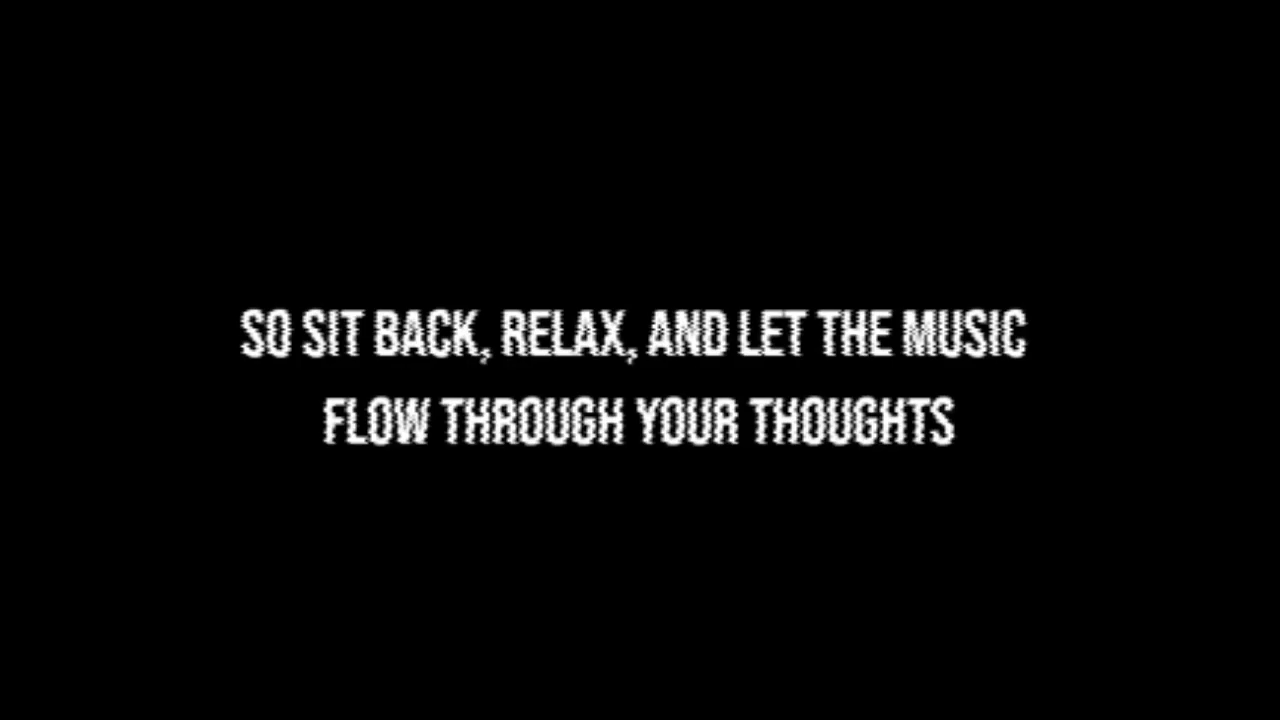 SO SIT BACK, RELAX, AND LET THE MUSIC
FLOW THROUGH YOUR THOUGHTS